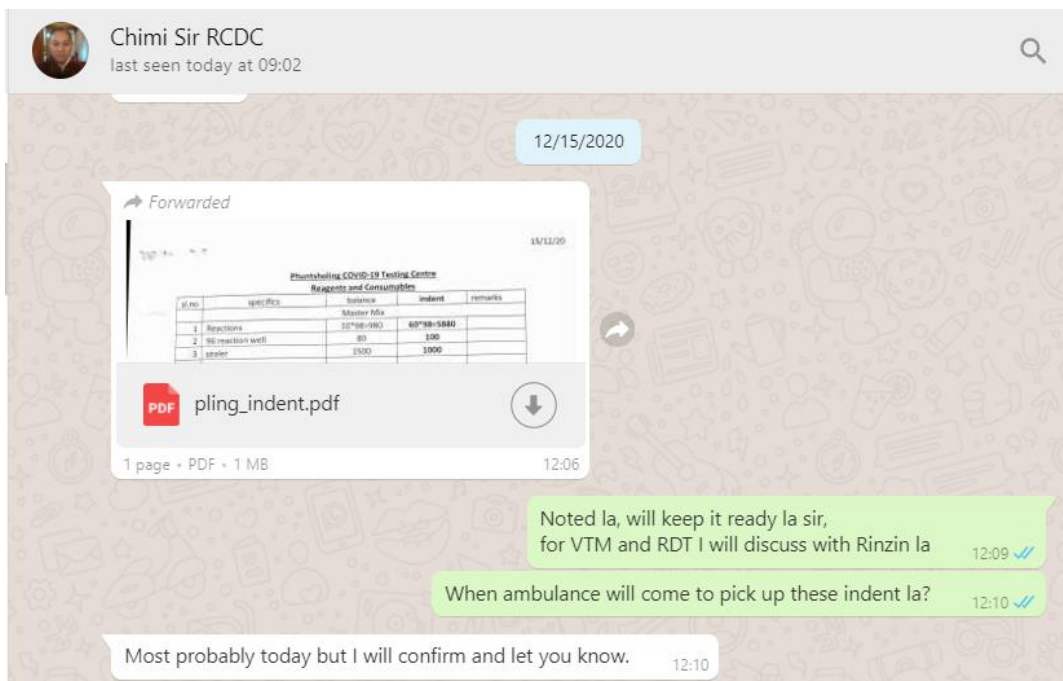 Chimi Sir RCDC
last seen today at 09:02
12/15/2020
Forwarded
15/12/20
Phuntsholing COVID-19 Testing Centre
Reagents and Consumables
sl.no specifics balance indent remarks
Master Mix
1 Reactions 10*98=980 60*98=5880
2 96 reaction well 80 100
3 sealer 2500 1000
PDF pling_indent.pdf
1 page • PDF • 1 MB 12:06
Noted la, will keep it ready la sir,
for VTM and RDT I will discuss with Rinzin la 12:09
When ambulance will come to pick up these indent la? 12:10
Most probably today but I will confirm and let you know. 12:10